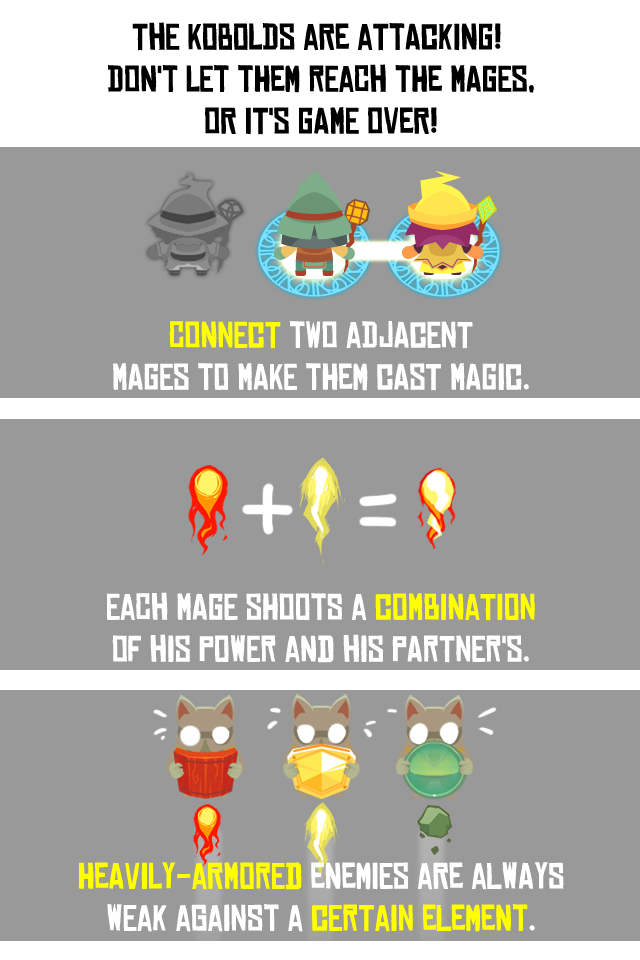 THE KOBOLDS ARE ATTACKING!
DON'T LET THEM REACH THE MAGES,
OR IT'S GAME OVER!
CONNECT TWO ADJACENT
MAGES TO MAKE THEM CAST MAGIC.
EACH MAGE SHOOTS A COMBINATION
OF HIS POWER AND HIS PARTNER'S.
HEAVILY-ARMORED ENEMIES ARE ALWAYS
WEAK AGAINST A CERTAIN ELEMENT.